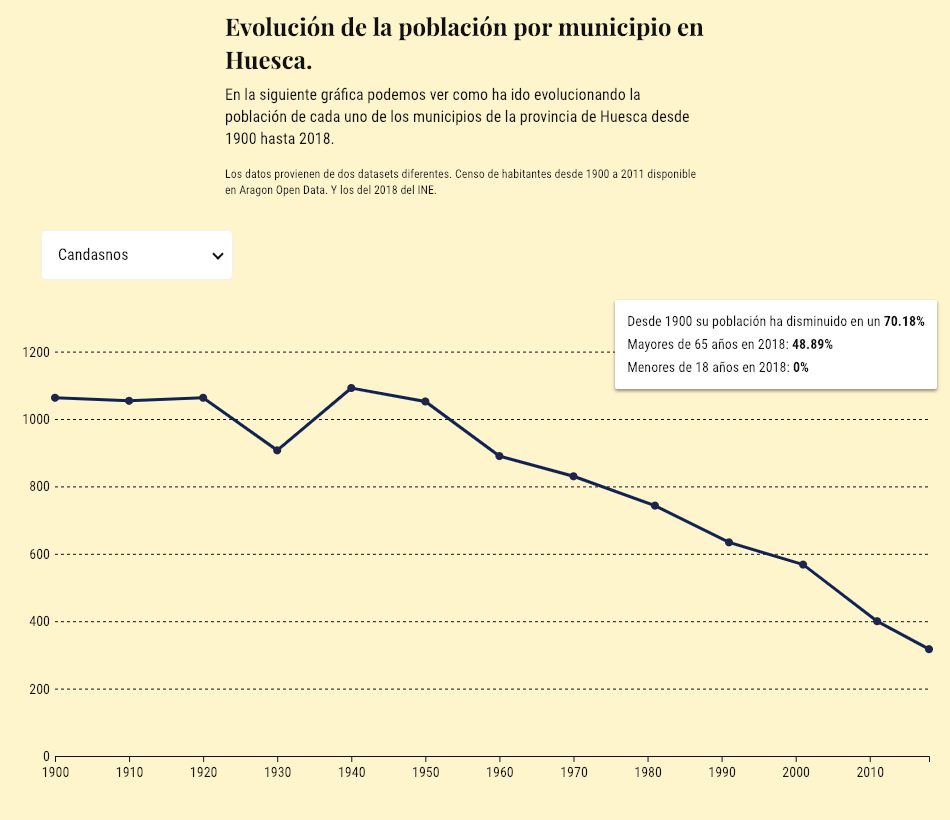 Evolución de la población por municipio en
Huesca.
En la siguiente gráfica podemos ver como ha ido evolucionando la
población de cada uno de los municipios de la provincia de Huesca desde
1900 hasta 2018.
Los datos provienen de dos datasets diferentes. Censo de habitantes desde 1900 a 2011 disponible
en Aragon Open Data. Y los del 2018 del INE.
Candasnos
Desde 1900 su población ha disminuido en un 70.18%
Mayores de 65 años en 2018: 48.89%
Menores de 18 años en 2018: 0%
1200
1000
800
600
400
200
0
1900 1910 1920 1930 1940 1950 1960 1970 1980 1990 2000 2010